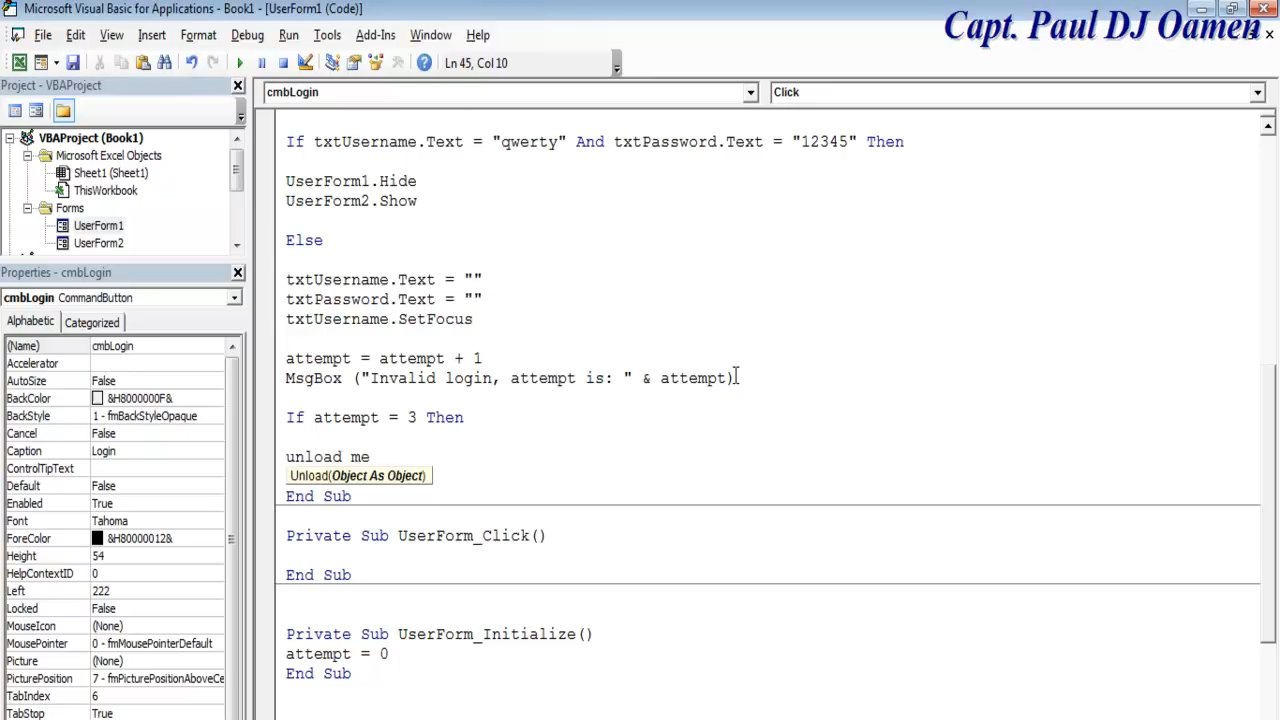 Microsoft Visual Basic for Applications - Book1 - [UserForm1 (Code)]
Capt. Paul DJ Oamen
File Edit View Insert Format Debug Run Tools Add-Ins Window Help
Ln 45, Col 10
Project - VBAProject
cmbLogin Click
VBAProject (Book1)
Microsoft Excel Objects
Sheet1 (Sheet1)
ThisWorkbook
Forms
UserForm1
UserForm2
Properties - cmbLogin
cmbLogin CommandButton
Alphabetic Categorized
(Name) cmbLogin
Accelerator
AutoSize False
BackColor &H8000000F&
BackStyle 1 - fmBackStyleOpaque
Cancel False
Caption Login
ControlTipText
Default False
Enabled True
Font Tahoma
ForeColor &H80000012&
Height 54
HelpContextID 0
Left 222
Locked False
MouseIcon (None)
MousePointer 0 - fmMousePointerDefault
Picture (None)
PicturePosition 7 - fmPicturePositionAboveCe
TabIndex 6
TabStop True
If txtUsername.Text = "qwerty" And txtPassword.Text = "12345" Then
UserForm1.Hide
UserForm2.Show
Else
txtUsername.Text = ""
txtPassword.Text = ""
txtUsername.SetFocus
attempt = attempt + 1
MsgBox ("Invalid login, attempt is: " & attempt)
If attempt = 3 Then
unload me
Unload(Object As Object)
End Sub
Private Sub UserForm_Click()
End Sub
Private Sub UserForm_Initialize()
attempt = 0
End Sub